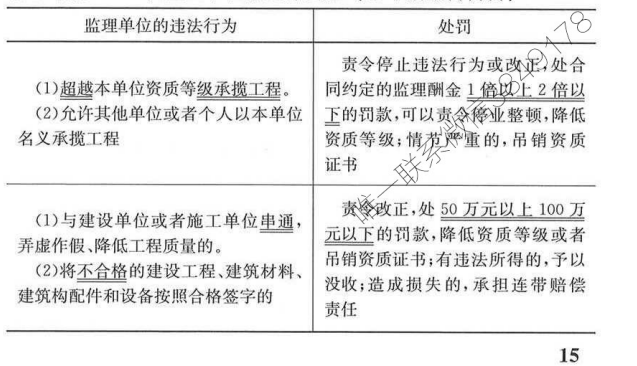 监理单位的违法行为
处罚
(1)超越本单位资质等级承揽工程。
(2)允许其他单位或者个人以本单位
名义承揽工程
责令停止违法行为或改正,处合
同约定的监理酬金 1 倍以上 2 倍以
下的罚款,可以责令停业整顿,降低
资质等级;情节严重的,吊销资质
证书
(1)与建设单位或者施工单位串通,
弄虚作假、降低工程质量的。
(2)将不合格的建设工程、建筑材料、
建筑构配件和设备按照合格签字的
责令改正,处 50 万元以上 100 万
元以下的罚款,降低资质等级或者
吊销资质证书;有违法所得的,予以
没收;造成损失的,承担连带赔偿
责任
15